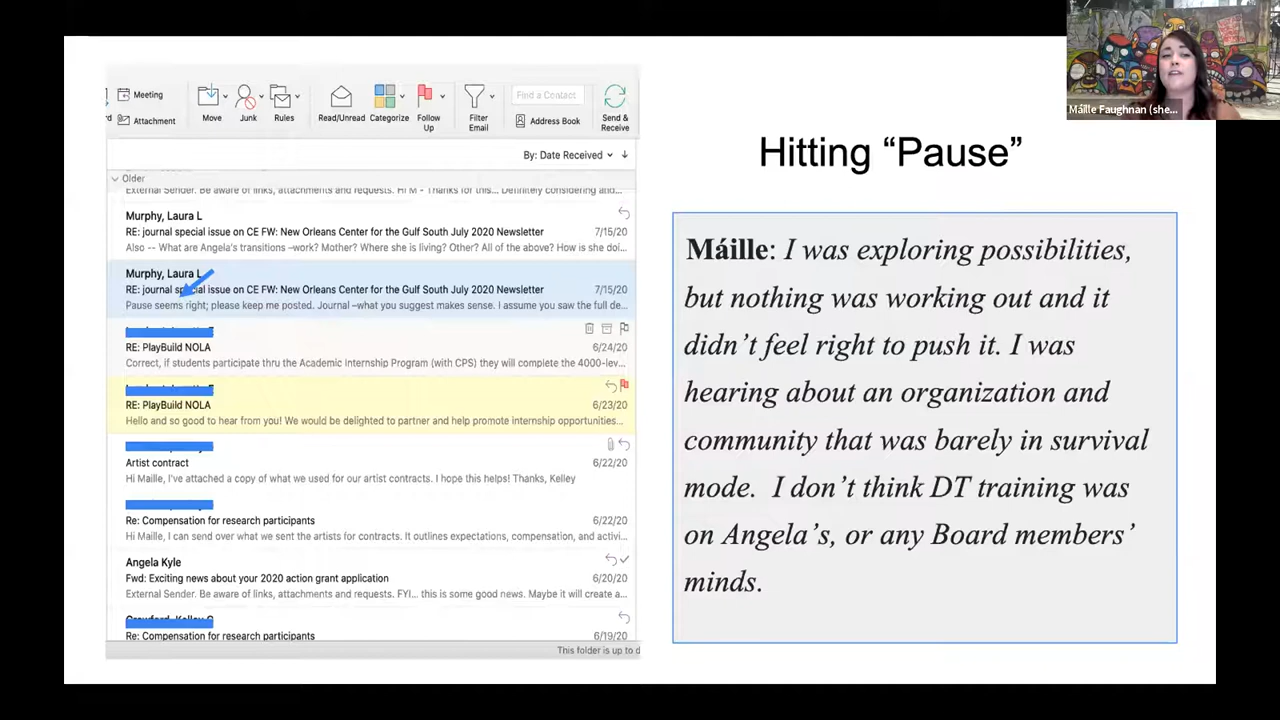 Meeting
Attachment
Move
Junk
Rules
Read/Unread
Categorize
Follow
Up
Filter
Email
Find a Contact
Address Book
Send &
Receive
By: Date Received
Older
External Sender. Be aware of links, attachments and requests. Hi M - Thanks for this... Definitely considering and...
Murphy, Laura L
RE: journal special issue on CE FW: New Orleans Center for the Gulf South July 2020 Newsletter 7/15/20
Also -- What are Angela's transitions –work? Mother? Where she is living? Other? All of the above? How is she doi...
Murphy, Laura L
RE: journal special issue on CE FW: New Orleans Center for the Gulf South July 2020 Newsletter 7/15/20
Pause seems right; please keep me posted. Journal –what you suggest makes sense. I assume you saw the full de...
RE: PlayBuild NOLA 6/24/20
Correct, if students participate thru the Academic Internship Program (with CPS) they will complete the 4000-lev...
RE: PlayBuild NOLA 6/23/20
Hello and so good to hear from you! We would be delighted to partner and help promote internship opportunities...
Artist contract 6/22/20
Hi Maille, I've attached a copy of what we used for our artist contracts. I hope this helps! Thanks, Kelley
Re: Compensation for research participants 6/22/20
Hi Maille, I can send over what we sent the artists for contracts. It outlines expectations, compensation, and activi...
Angela Kyle
Fwd: Exciting news about your 2020 action grant application 6/20/20
External Sender. Be aware of links, attachments and requests. FYI... this is some good news. Maybe it will create a...
Re: Compensation for research participants 6/19/20
This folder is up to d
Hitting “Pause”
Máille: I was exploring possibilities,
but nothing was working out and it
didn’t feel right to push it. I was
hearing about an organization and
community that was barely in survival
mode. I don’t think DT training was
on Angela’s, or any Board members’
minds.
Máille Faughnan (she...